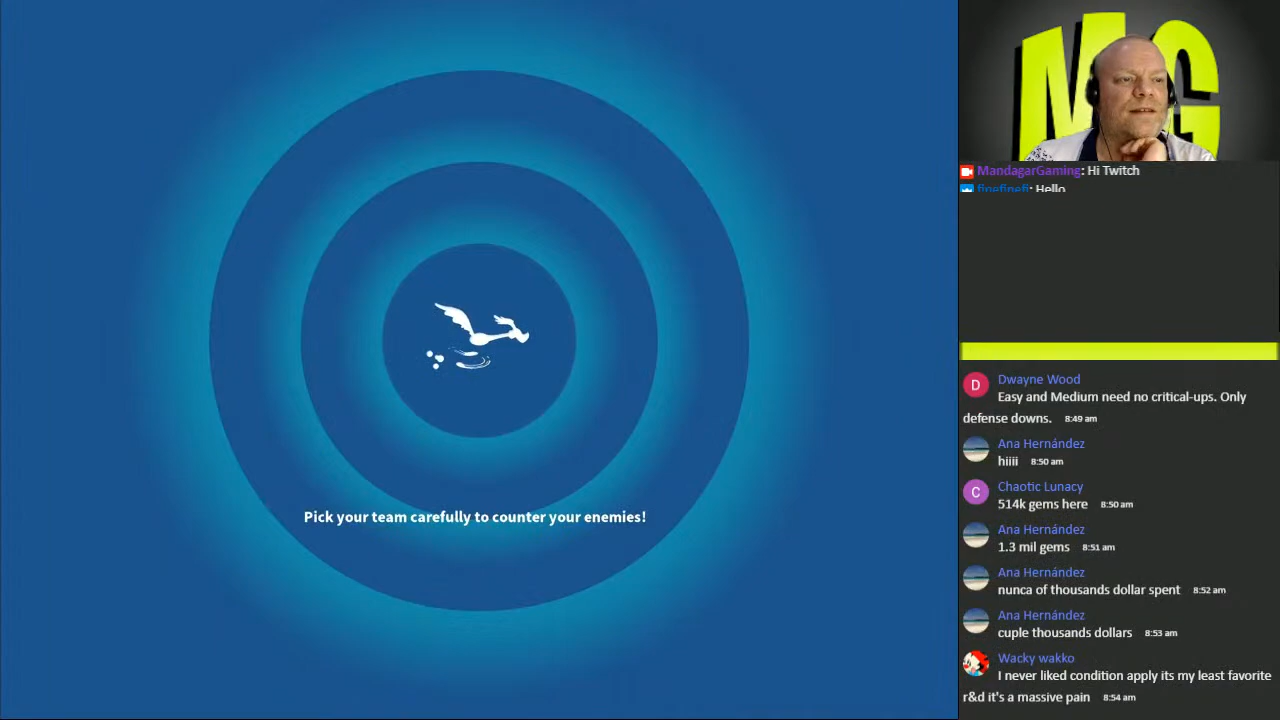 MG
MandagarGaming: Hi Twitch
finefinefi: Hello
Dwayne Wood
Easy and Medium need no critical-ups. Only
defense downs. 8:49 am
Ana Hernández
hiiii 8:50 am
Chaotic Lunacy
514k gems here 8:50 am
Ana Hernández
1.3 mil gems 8:51 am
Ana Hernández
nunca of thousands dollar spent 8:52 am
Ana Hernández
cuple thousands dollars 8:53 am
Wacky wakko
I never liked condition apply its my least favorite
r&d it's a massive pain 8:54 am
D
C
Pick your team carefully to counter your enemies!